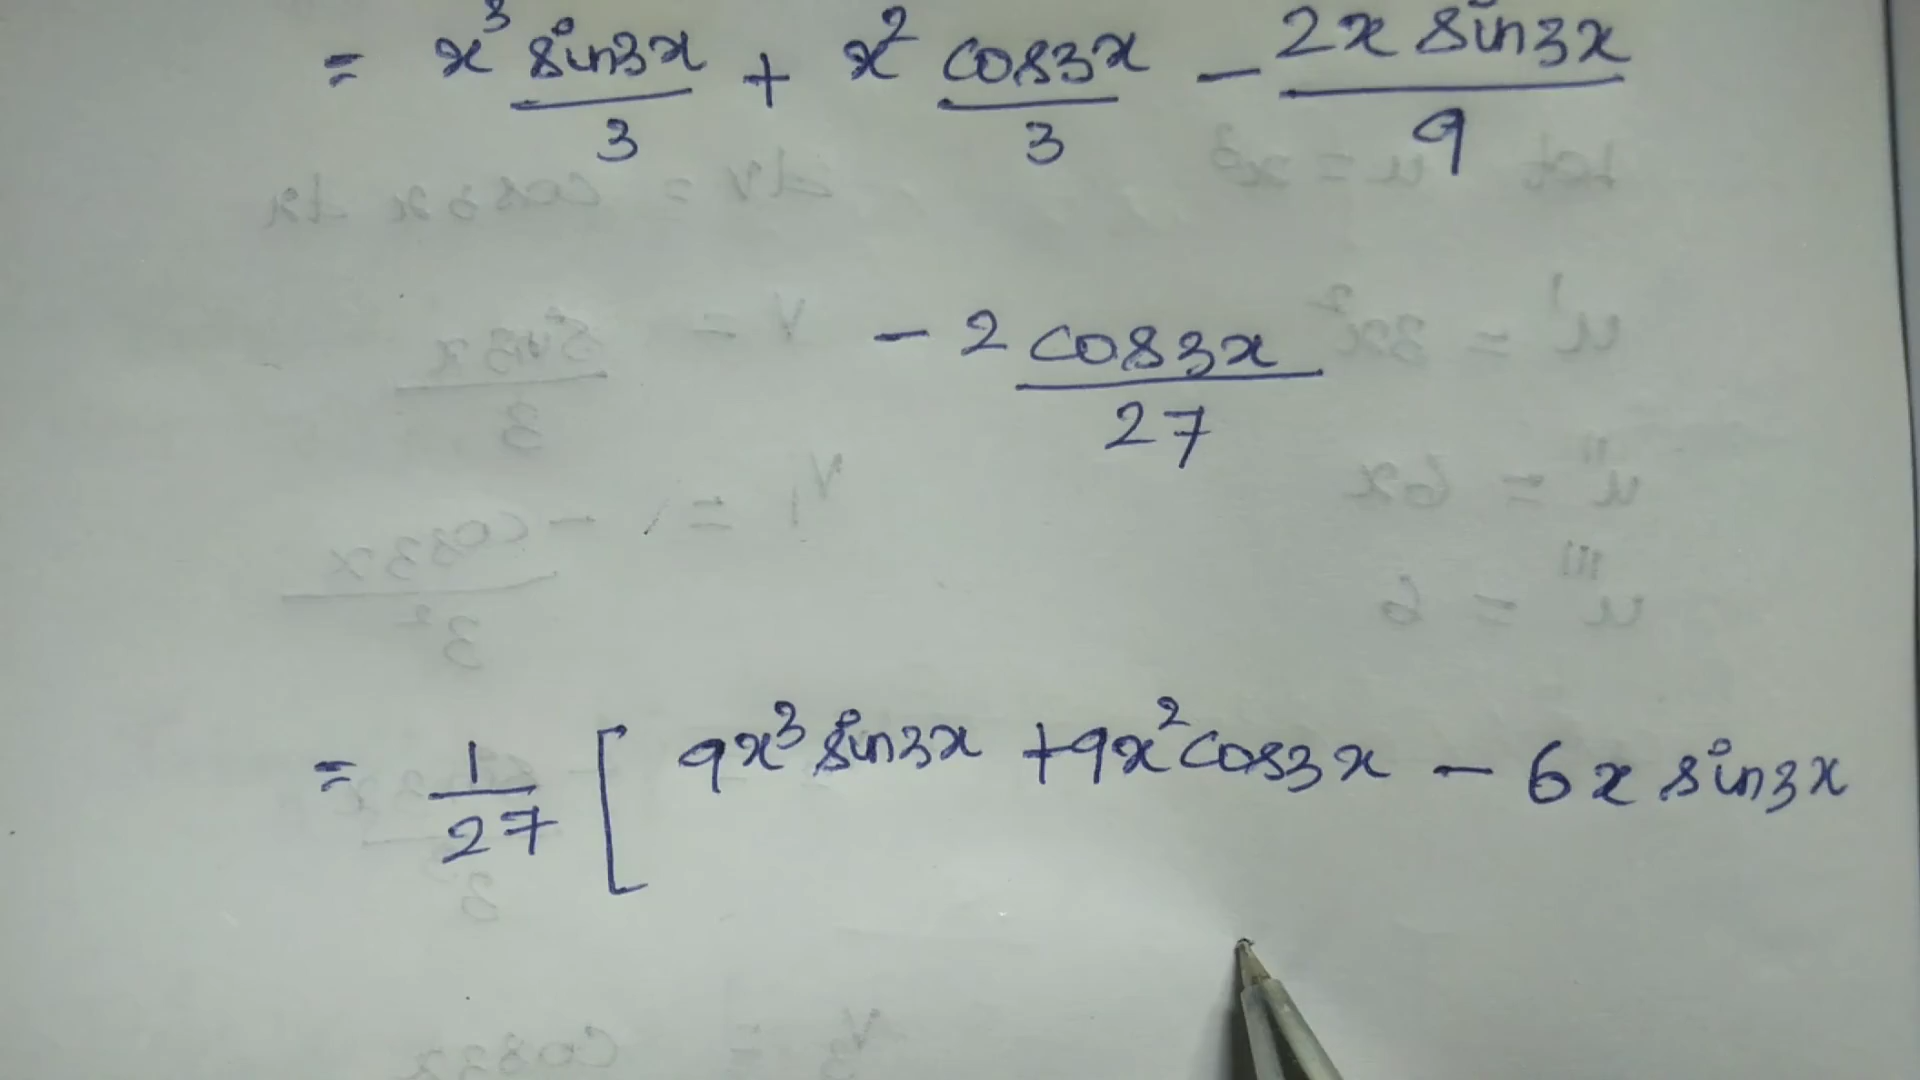 = x³ sin3x/3 + x² cos3x/3 - 2x sin3x/9
- 2 cos3x/27
= 1/27 [ 9x³ sin3x + 9x² cos3x - 6x sin3x